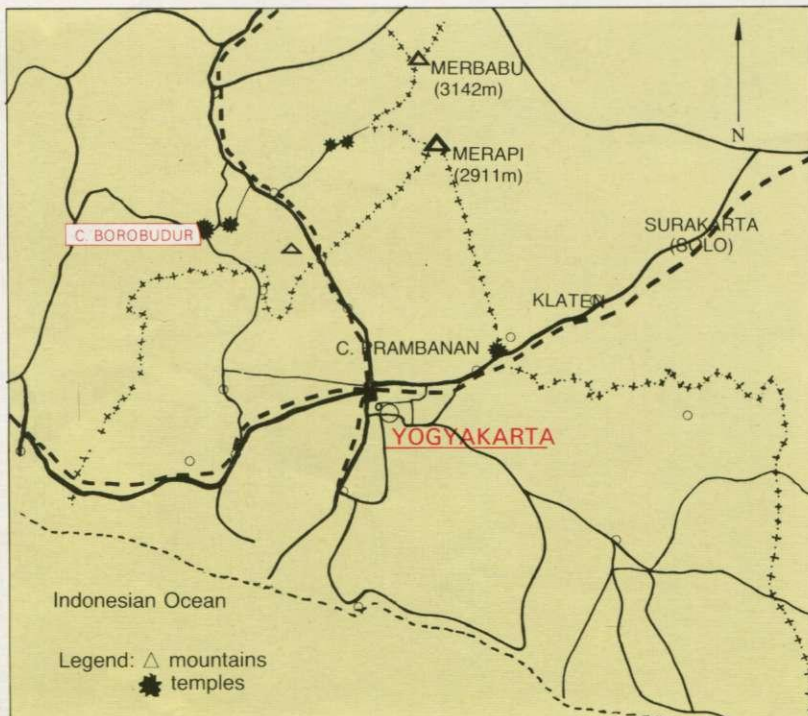 MERBABU
(3142m)
N
MERAPI
(2911m)
C. BOROBUDUR
SURAKARTA
(SOLO)
KLATEN
C. PRAMBANAN
YOGYAKARTA
Indonesian Ocean
Legend: △ mountains
temples